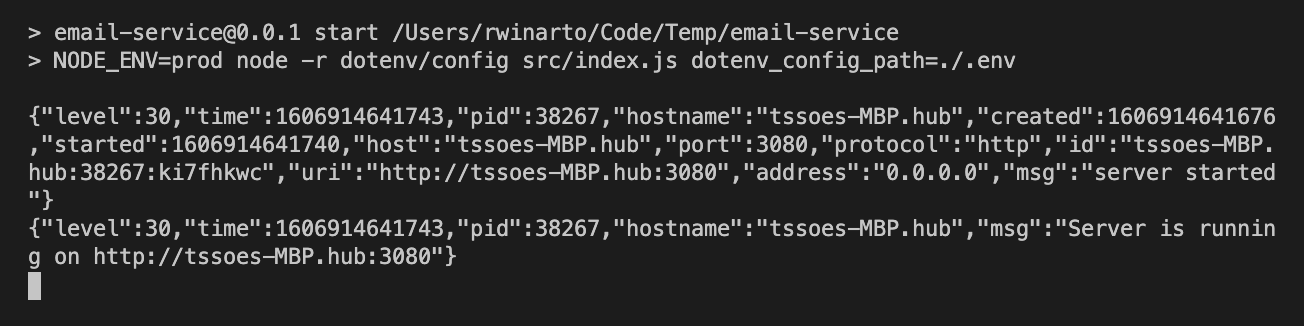 > email-service@0.0.1 start /Users/rwinarto/Code/Temp/email-service
> NODE_ENV=prod node -r dotenv/config src/index.js dotenv_config_path=./.env
{"level":30,"time":1606914641743,"pid":38267,"hostname":"tssoes-MBP.hub","created":1606914641676
,"started":1606914641740,"host":"tssoes-MBP.hub","port":3080,"protocol":"http","id":"tssoes-MBP.
hub:38267:ki7fhkwc","uri":"http://tssoes-MBP.hub:3080","address":"0.0.0.0","msg":"server started
"}
{"level":30,"time":1606914641743,"pid":38267,"hostname":"tssoes-MBP.hub","msg":"Server is runnin
g on http://tssoes-MBP.hub:3080"}